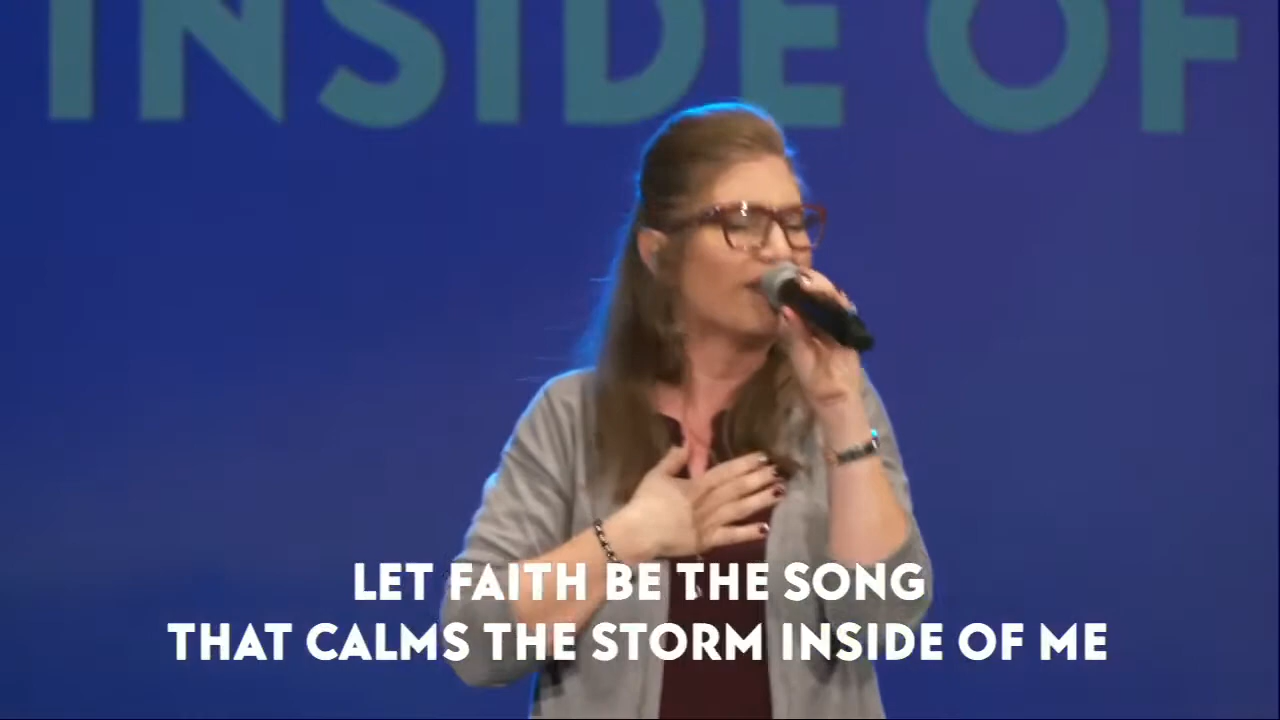 INSIDE OF
LET FAITH BE THE SONG
THAT CALMS THE STORM INSIDE OF ME